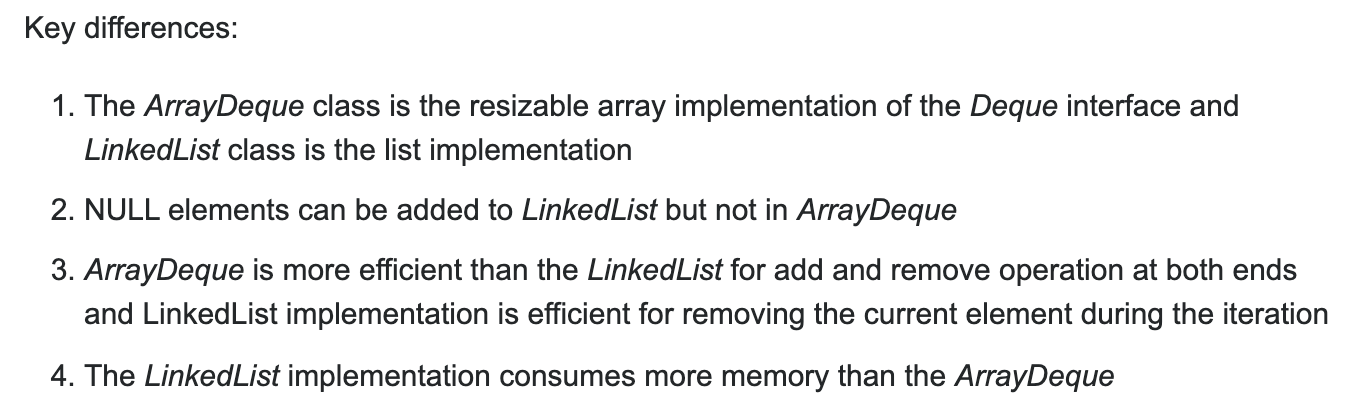 Key differences:
1. The ArrayDeque class is the resizable array implementation of the Deque interface and
LinkedList class is the list implementation
2. NULL elements can be added to LinkedList but not in ArrayDeque
3. ArrayDeque is more efficient than the LinkedList for add and remove operation at both ends
and LinkedList implementation is efficient for removing the current element during the iteration
4. The LinkedList implementation consumes more memory than the ArrayDeque